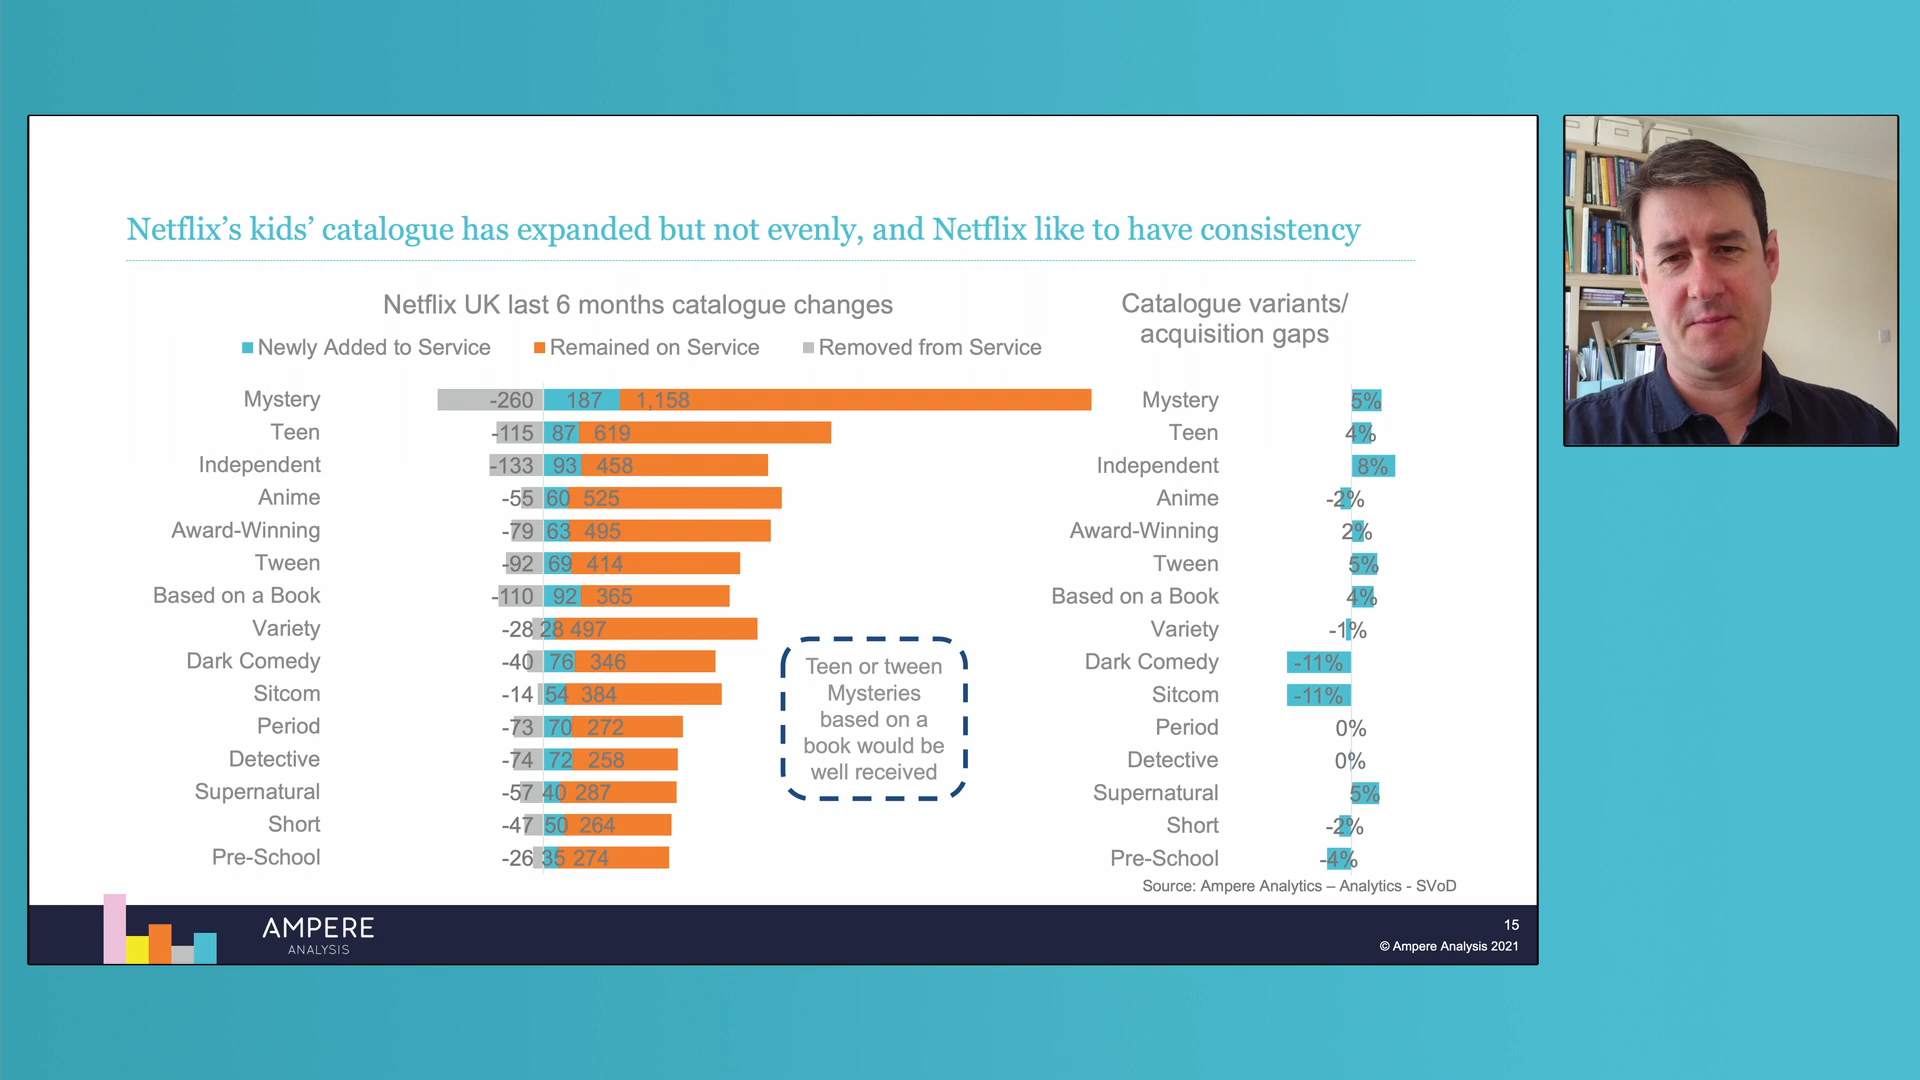 Netflix’s kids’ catalogue has expanded but not evenly, and Netflix like to have consistency
Netflix UK last 6 months catalogue changes
Newly Added to Service Remained on Service Removed from Service
Mystery -260 187 1,158
Teen -115 87 619
Independent -133 93 458
Anime -55 60 525
Award-Winning -79 63 495
Tween -92 69 414
Based on a Book -110 92 365
Variety -28 28 497
Dark Comedy -40 76 346
Sitcom -14 54 384
Period -73 70 272
Detective -74 72 258
Supernatural -57 40 287
Short -47 50 264
Pre-School -26 35 274
Teen or tween
Mysteries
based on a
book would be
well received
Catalogue variants/
acquisition gaps
Mystery 5%
Teen 4%
Independent 8%
Anime -2%
Award-Winning 2%
Tween 5%
Based on a Book 4%
Variety -1%
Dark Comedy -11%
Sitcom -11%
Period 0%
Detective 0%
Supernatural 5%
Short -2%
Pre-School -4%
Source: Ampere Analytics – Analytics - SVoD
AMPERE
ANALYSIS
15
© Ampere Analysis 2021